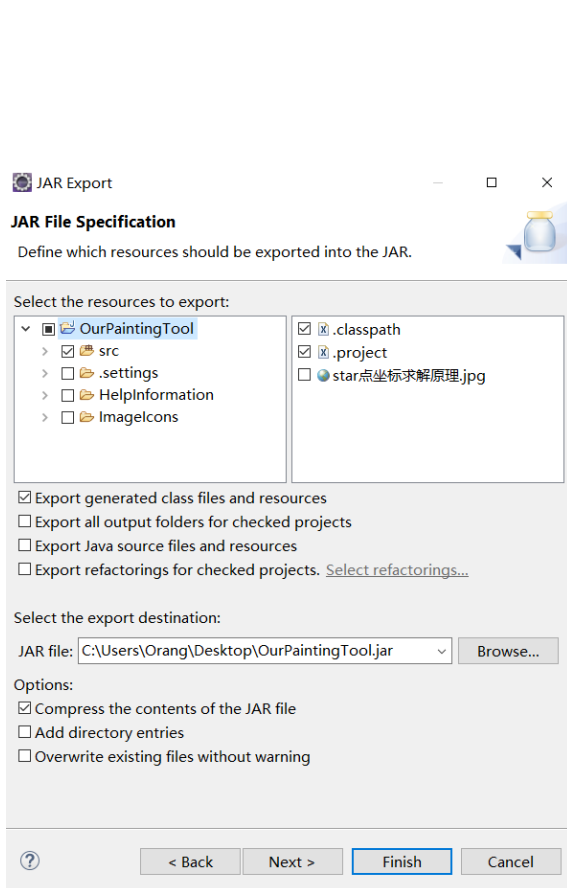 JAR Export
JAR File Specification
Define which resources should be exported into the JAR.
Select the resources to export:
OurPaintingTool
src
.settings
HelpInformation
ImageIcons
.classpath
.project
star点坐标求解原理.jpg
Export generated class files and resources
Export all output folders for checked projects
Export Java source files and resources
Export refactorings for checked projects. Select refactorings...
Select the export destination:
JAR file: C:\Users\Orang\Desktop\OurPaintingTool.jar Browse...
Options:
Compress the contents of the JAR file
Add directory entries
Overwrite existing files without warning
? < Back Next > Finish Cancel